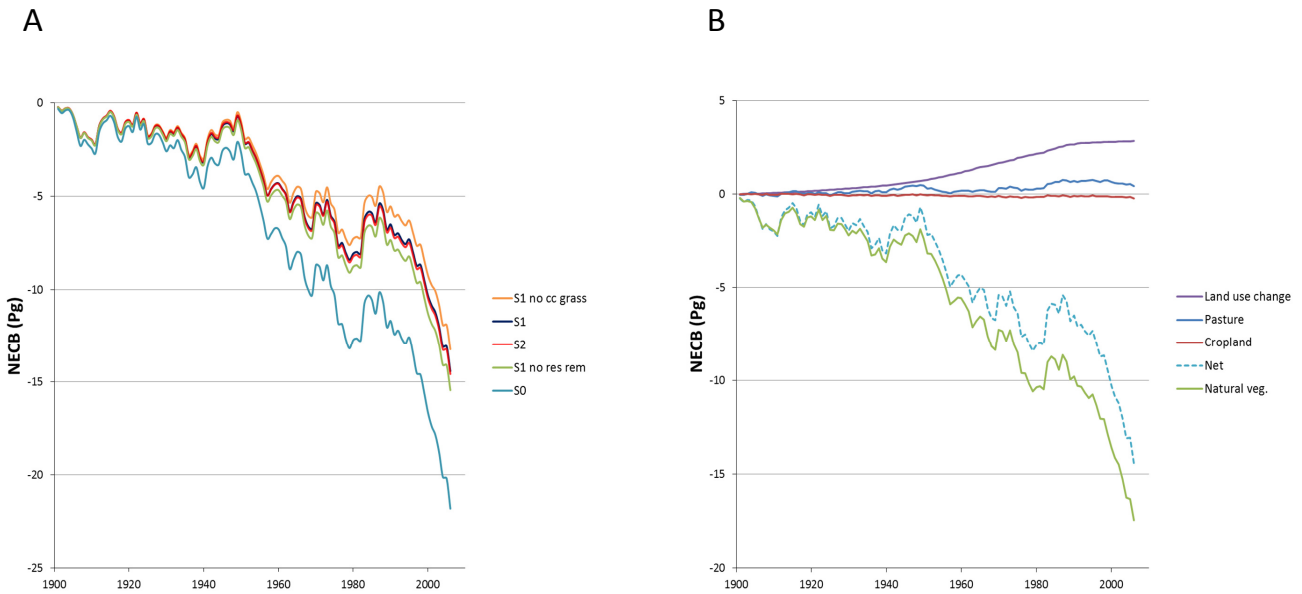 A
0
-5
-10
-15
-20
-25
1900
1920
1940
1960
1980
2000
NECB (Pg)
S1 no cc grass
S1
S2
S1 no res rem
S0
B
5
0
-5
-10
-15
-20
1900
1920
1940
1960
1980
2000
NECB (Pg)
Land use change
Pasture
Cropland
Net
Natural veg.